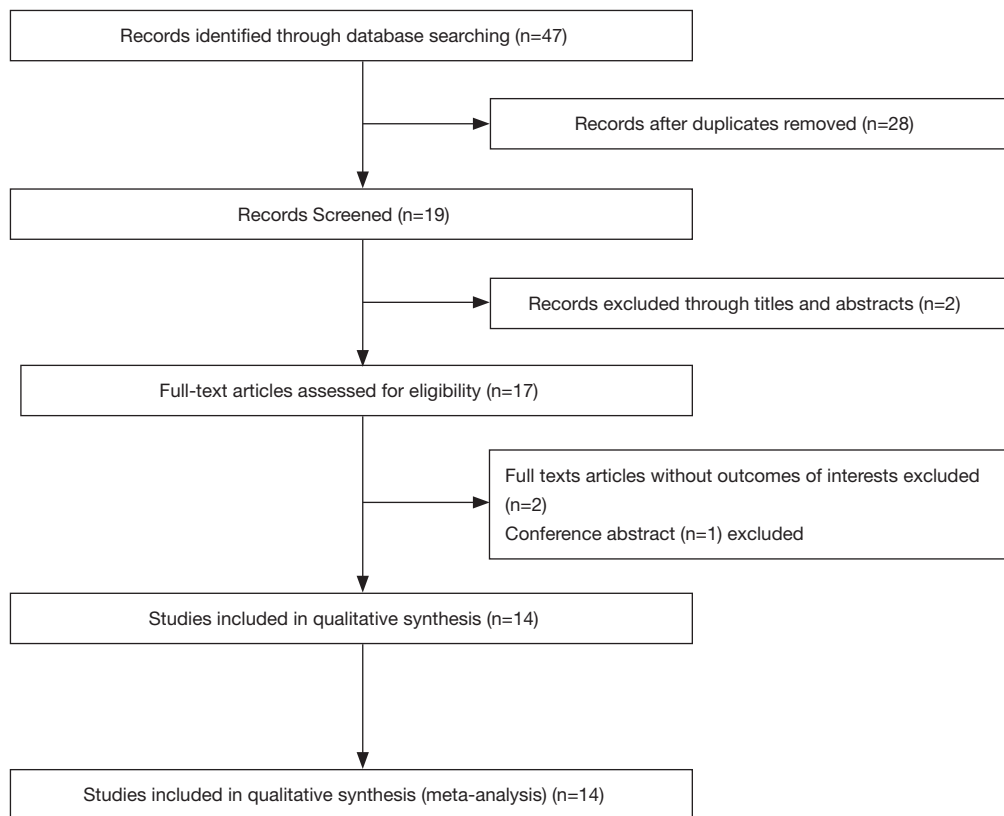 Records identified through database searching (n=47)
Records after duplicates removed (n=28)
Records Screened (n=19)
Records excluded through titles and abstracts (n=2)
Full-text articles assessed for eligibility (n=17)
Full texts articles without outcomes of interests excluded
(n=2)
Conference abstract (n=1) excluded
Studies included in qualitative synthesis (n=14)
Studies included in qualitative synthesis (meta-analysis) (n=14)